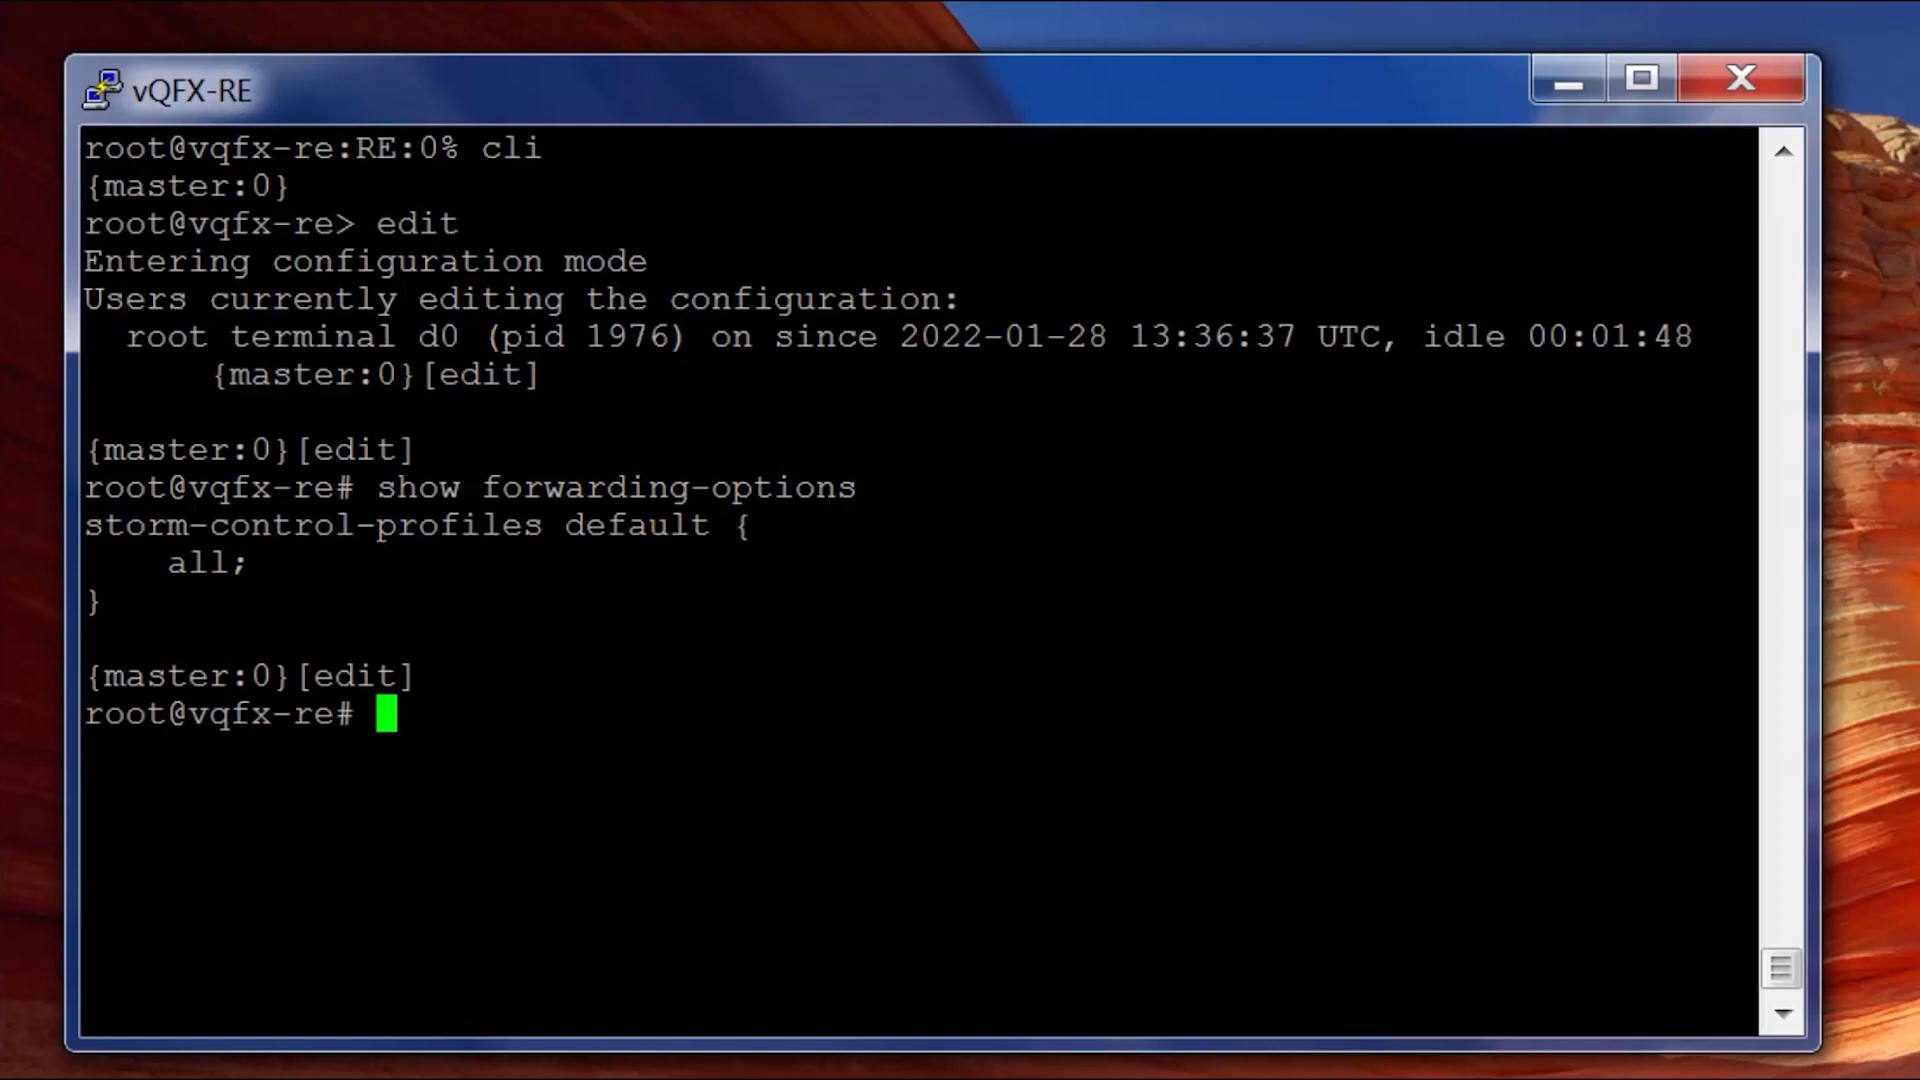 vQFX-RE
root@vqfx-re:RE:0% cli
{master:0}
root@vqfx-re> edit
Entering configuration mode
Users currently editing the configuration:
  root terminal d0 (pid 1976) on since 2022-01-28 13:36:37 UTC, idle 00:01:48
      {master:0}[edit]
{master:0}[edit]
root@vqfx-re# show forwarding-options
storm-control-profiles default {
    all;
}
{master:0}[edit]
root@vqfx-re#